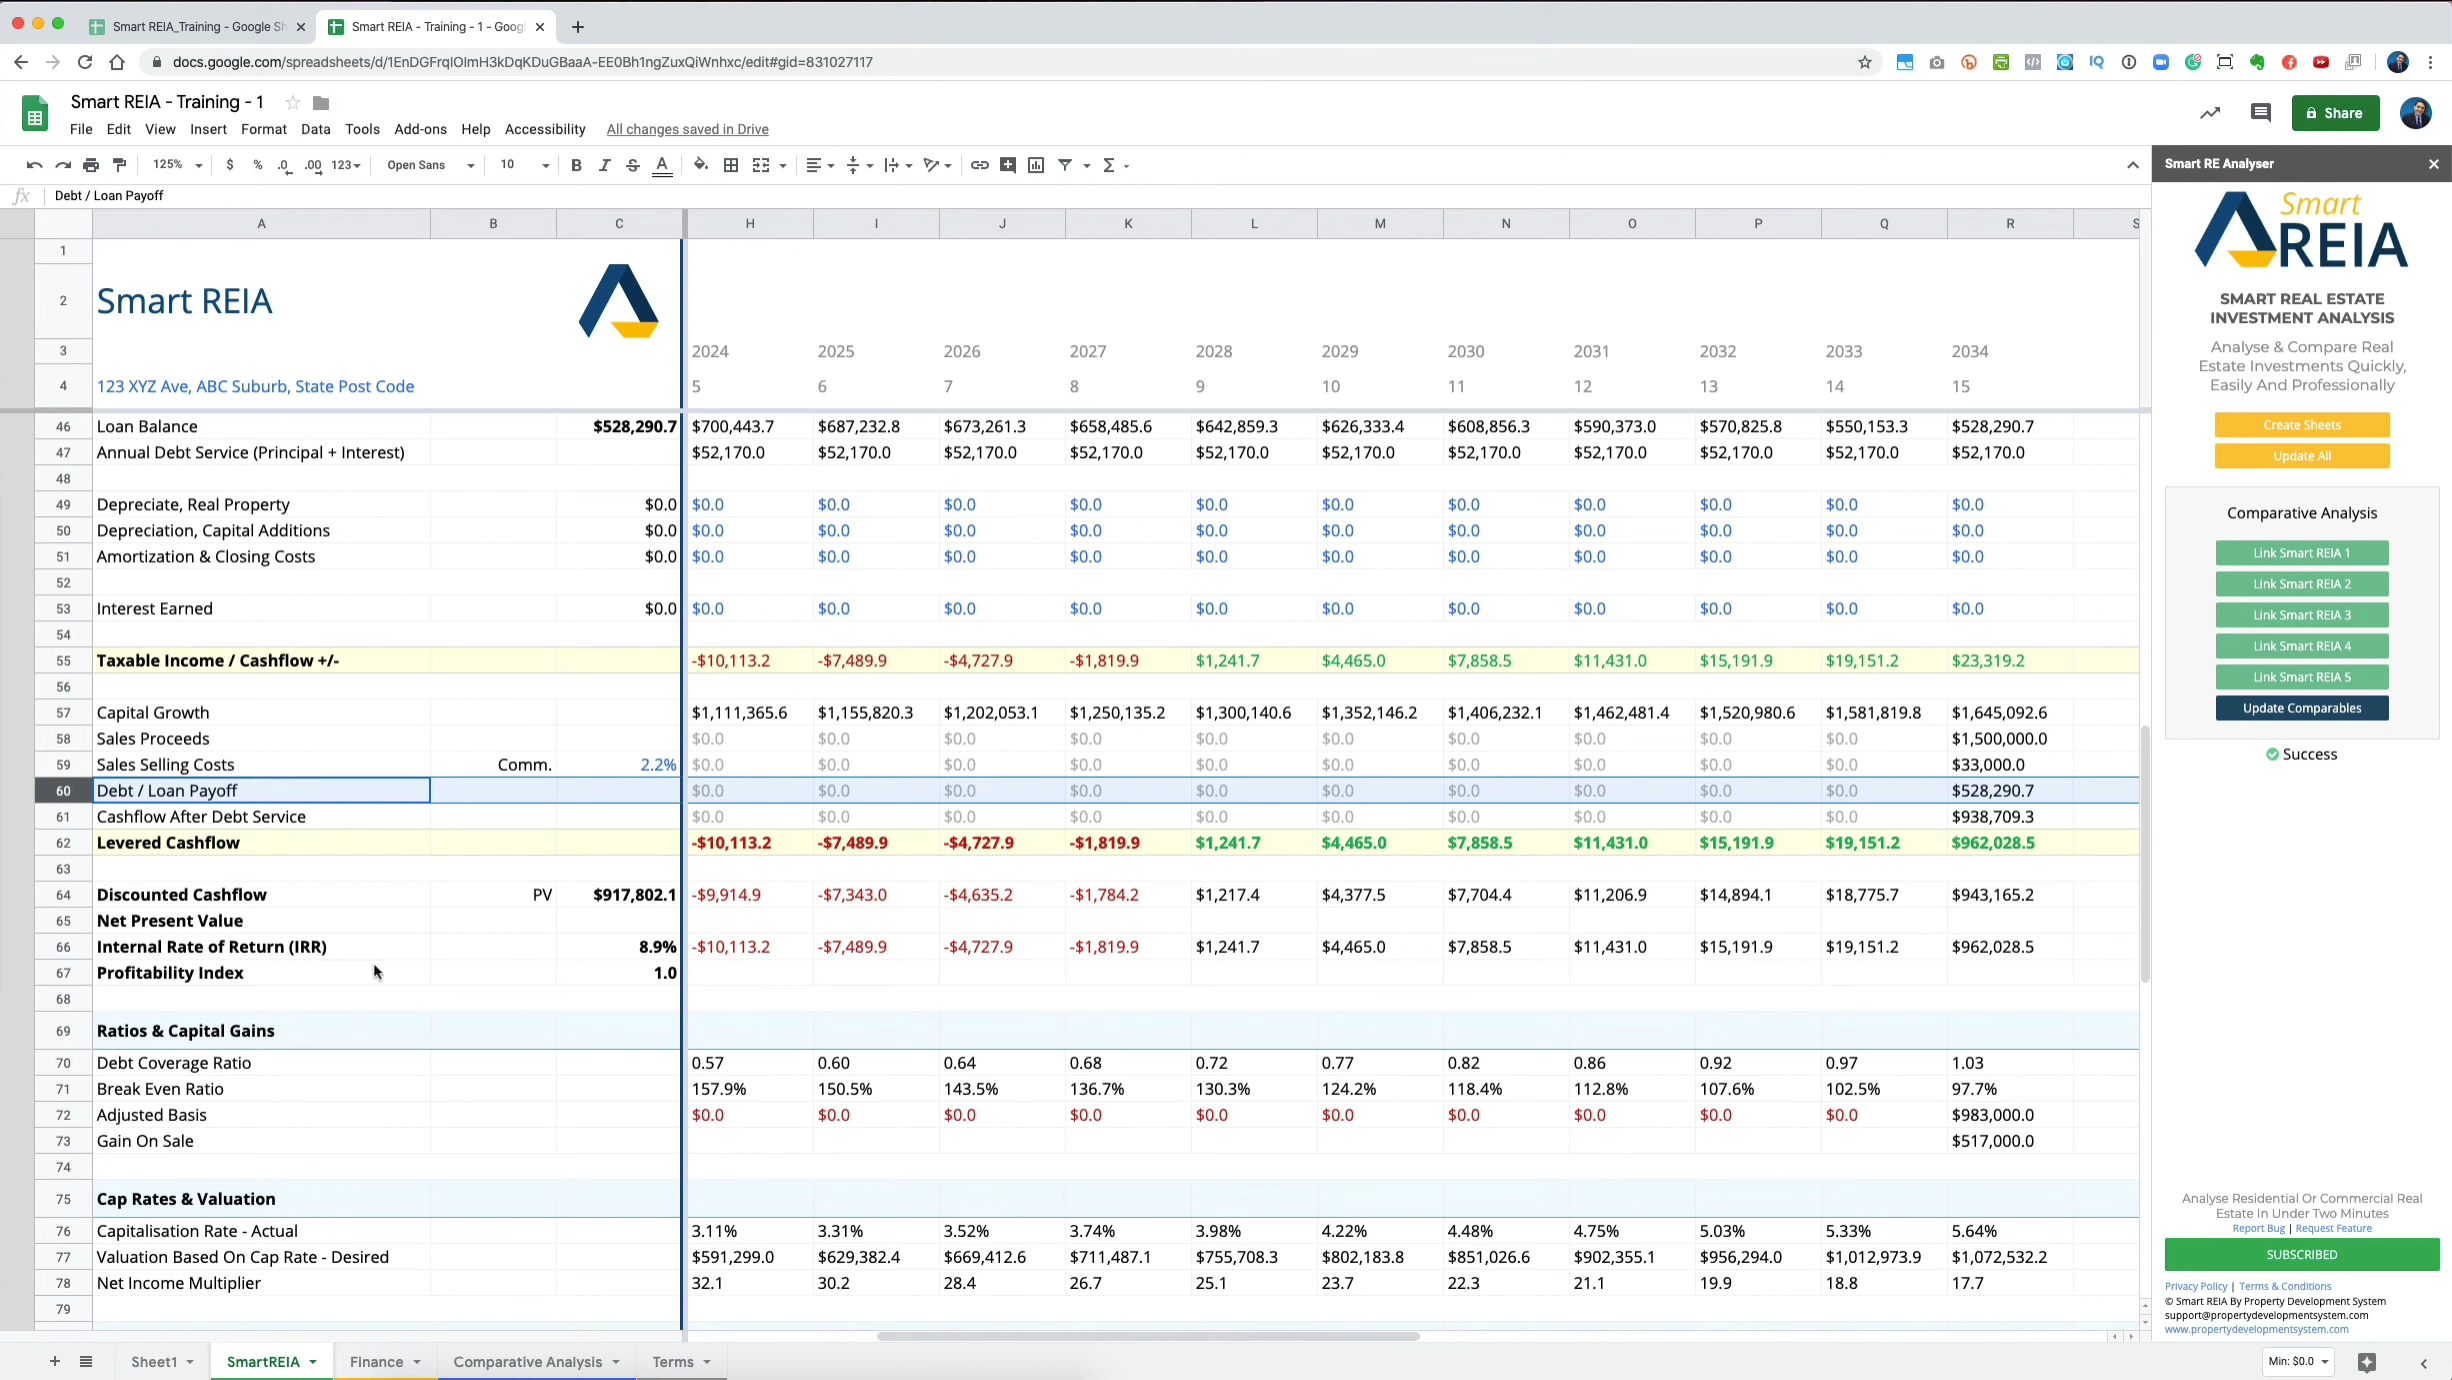 Smart REIA_Training - Google Sh
Smart REIA - Training - 1 - Goog
docs.google.com/spreadsheets/d/1EnDGFrqIOlmH3kDqKDuGBaaA-EE0Bh1ngZuxQiWnhxc/edit#gid=831027117
Smart REIA - Training - 1
Share
File Edit View Insert Format Data Tools Add-ons Help Accessibility All changes saved in Drive
125% $ % .0 .00 123 Open Sans 10 B I S A Σ
fx Debt / Loan Payoff
A B C H I J K L M N O P Q R S
1
2 Smart REIA
3 2024 2025 2026 2027 2028 2029 2030 2031 2032 2033 2034
4 123 XYZ Ave, ABC Suburb, State Post Code 5 6 7 8 9 10 11 12 13 14 15
46 Loan Balance $528,290.7 $700,443.7 $687,232.8 $673,261.3 $658,485.6 $642,859.3 $626,333.4 $608,856.3 $590,373.0 $570,825.8 $550,153.3 $528,290.7
47 Annual Debt Service (Principal + Interest) $52,170.0 $52,170.0 $52,170.0 $52,170.0 $52,170.0 $52,170.0 $52,170.0 $52,170.0 $52,170.0 $52,170.0 $52,170.0
48
49 Depreciate, Real Property $0.0 $0.0 $0.0 $0.0 $0.0 $0.0 $0.0 $0.0 $0.0 $0.0 $0.0 $0.0
50 Depreciation, Capital Additions $0.0 $0.0 $0.0 $0.0 $0.0 $0.0 $0.0 $0.0 $0.0 $0.0 $0.0 $0.0
51 Amortization & Closing Costs $0.0 $0.0 $0.0 $0.0 $0.0 $0.0 $0.0 $0.0 $0.0 $0.0 $0.0 $0.0
52
53 Interest Earned $0.0 $0.0 $0.0 $0.0 $0.0 $0.0 $0.0 $0.0 $0.0 $0.0 $0.0 $0.0
54
55 Taxable Income / Cashflow +/- -$10,113.2 -$7,489.9 -$4,727.9 -$1,819.9 $1,241.7 $4,465.0 $7,858.5 $11,431.0 $15,191.9 $19,151.2 $23,319.2
56
57 Capital Growth $1,111,365.6 $1,155,820.3 $1,202,053.1 $1,250,135.2 $1,300,140.6 $1,352,146.2 $1,406,232.1 $1,462,481.4 $1,520,980.6 $1,581,819.8 $1,645,092.6
58 Sales Proceeds $0.0 $0.0 $0.0 $0.0 $0.0 $0.0 $0.0 $0.0 $0.0 $0.0 $1,500,000.0
59 Sales Selling Costs Comm. 2.2% $0.0 $0.0 $0.0 $0.0 $0.0 $0.0 $0.0 $0.0 $0.0 $0.0 $33,000.0
60 Debt / Loan Payoff $0.0 $0.0 $0.0 $0.0 $0.0 $0.0 $0.0 $0.0 $0.0 $0.0 $528,290.7
61 Cashflow After Debt Service $0.0 $0.0 $0.0 $0.0 $0.0 $0.0 $0.0 $0.0 $0.0 $0.0 $938,709.3
62 Levered Cashflow -$10,113.2 -$7,489.9 -$4,727.9 -$1,819.9 $1,241.7 $4,465.0 $7,858.5 $11,431.0 $15,191.9 $19,151.2 $962,028.5
63
64 Discounted Cashflow PV $917,802.1 -$9,914.9 -$7,343.0 -$4,635.2 -$1,784.2 $1,217.4 $4,377.5 $7,704.4 $11,206.9 $14,894.1 $18,775.7 $943,165.2
65 Net Present Value
66 Internal Rate of Return (IRR) 8.9% -$10,113.2 -$7,489.9 -$4,727.9 -$1,819.9 $1,241.7 $4,465.0 $7,858.5 $11,431.0 $15,191.9 $19,151.2 $962,028.5
67 Profitability Index 1.0
68
69 Ratios & Capital Gains
70 Debt Coverage Ratio 0.57 0.60 0.64 0.68 0.72 0.77 0.82 0.86 0.92 0.97 1.03
71 Break Even Ratio 157.9% 150.5% 143.5% 136.7% 130.3% 124.2% 118.4% 112.8% 107.6% 102.5% 97.7%
72 Adjusted Basis $0.0 $0.0 $0.0 $0.0 $0.0 $0.0 $0.0 $0.0 $0.0 $0.0 $983,000.0
73 Gain On Sale $517,000.0
74
75 Cap Rates & Valuation
76 Capitalisation Rate - Actual 3.11% 3.31% 3.52% 3.74% 3.98% 4.22% 4.48% 4.75% 5.03% 5.33% 5.64%
77 Valuation Based On Cap Rate - Desired $591,299.0 $629,382.4 $669,412.6 $711,487.1 $755,708.3 $802,183.8 $851,026.6 $902,355.1 $956,294.0 $1,012,973.9 $1,072,532.2
78 Net Income Multiplier 32.1 30.2 28.4 26.7 25.1 23.7 22.3 21.1 19.9 18.8 17.7
79
Sheet1 SmartREIA Finance Comparative Analysis Terms
Min: $0.0
Smart RE Analyser
Smart
REIA
SMART REAL ESTATE
INVESTMENT ANALYSIS
Analyse & Compare Real
Estate Investments Quickly,
Easily And Professionally
Create Sheets
Update All
Comparative Analysis
Link Smart REIA 1
Link Smart REIA 2
Link Smart REIA 3
Link Smart REIA 4
Link Smart REIA 5
Update Comparables
Success
Analyse Residential Or Commercial Real
Estate In Under Two Minutes
Report Bug | Request Feature
SUBSCRIBED
Privacy Policy | Terms & Conditions
© Smart REIA By Property Development System
support@propertydevelopmentsystem.com
www.propertydevelopmentsystem.com